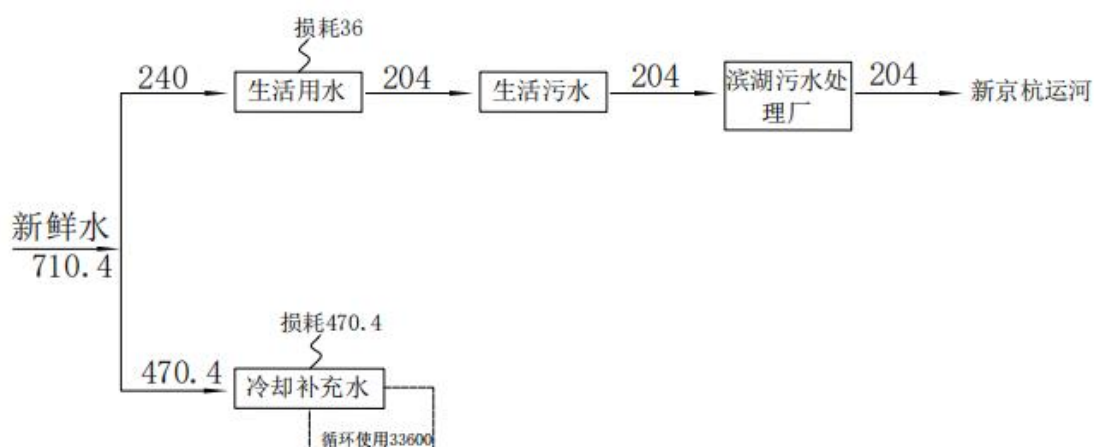 损耗36
240
生活用水
204
生活污水
204
滨湖污水处
理厂
204
新京杭运河
新鲜水
710.4
损耗470.4
470.4
冷却补充水
循环使用33600